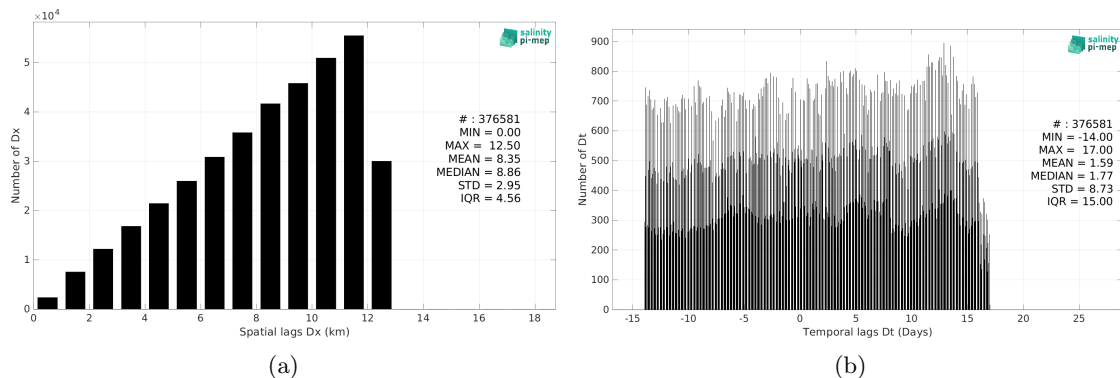 ×10⁴
5
4
3
2
1
0
Number of Dx
0 2 4 6 8 10 12 14 16 18
Spatial lags Dx (km)
salinity
pi-mep
# : 376581
MIN = 0.00
MAX = 12.50
MEAN = 8.35
MEDIAN = 8.86
STD = 2.95
IQR = 4.56
(a)
900
800
700
600
500
400
300
200
100
0
Number of Dt
-15 -10 -5 0 5 10 15 20 25
Temporal lags Dt (Days)
salinity
pi-mep
# : 376581
MIN = -14.00
MAX = 17.00
MEAN = 1.59
MEDIAN = 1.77
STD = 8.73
IQR = 15.00
(b)